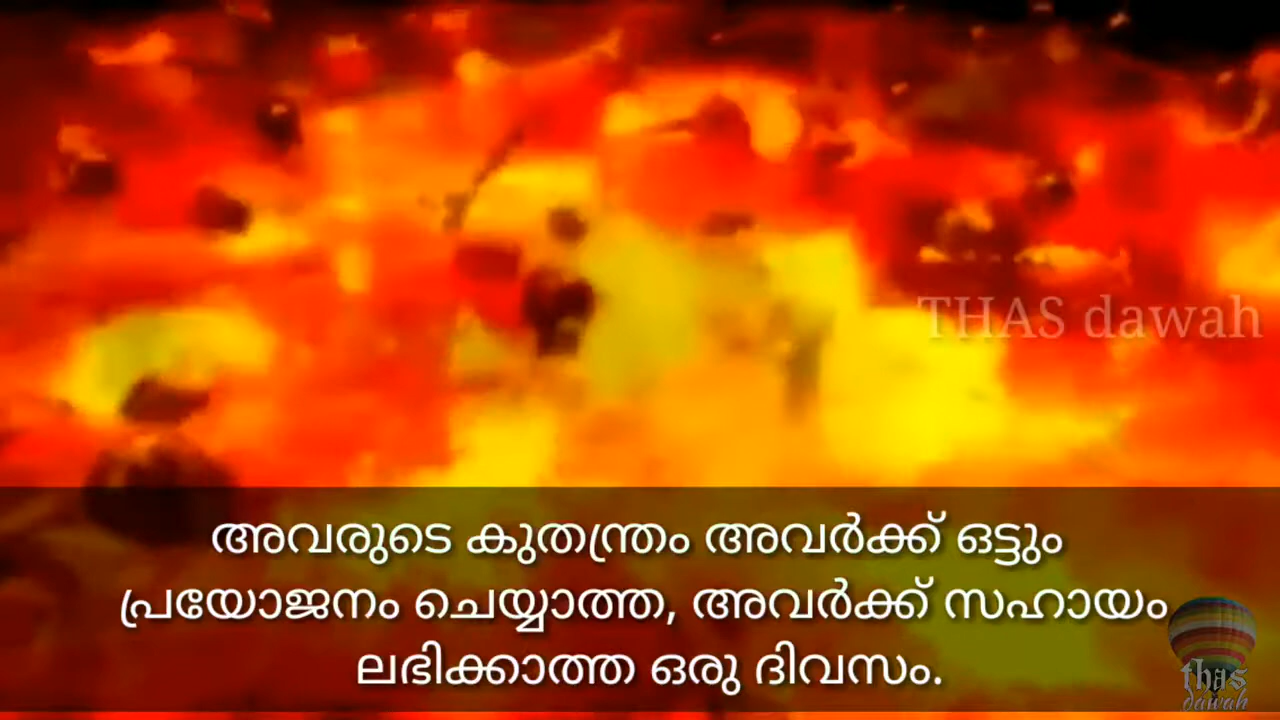 THAS dawah
അവരുടെ കുതന്ത്രം അവർക്ക് ഒട്ടും
പ്രയോജനം ചെയ്യാത്ത, അവർക്ക് സഹായം
ലഭിക്കാത്ത ഒരു ദിവസം.
thas
dawah